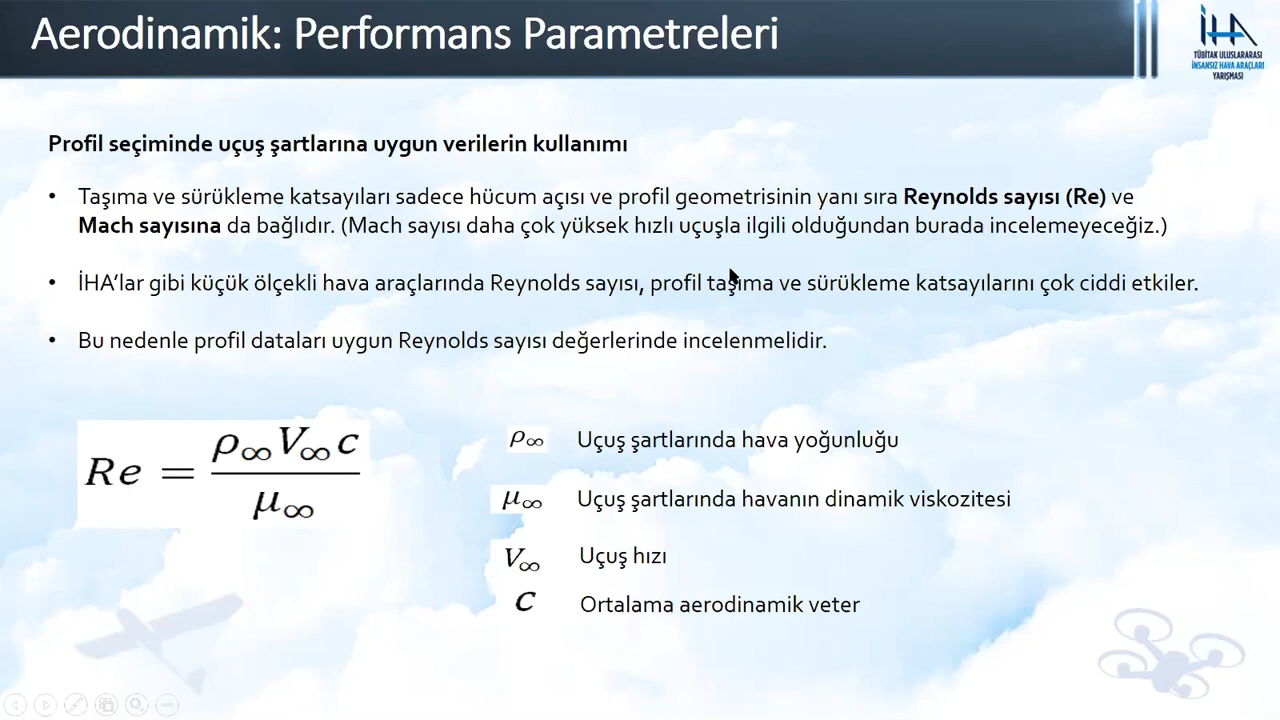 Aerodinamik: Performans Parametreleri
İHA
TÜBİTAK ULUSLARARASI
İNSANSIZ HAVA ARAÇLARI
YARIŞMASI
Profil seçiminde uçuş şartlarına uygun verilerin kullanımı
• Taşıma ve sürükleme katsayıları sadece hücum açısı ve profil geometrisinin yanı sıra Reynolds sayısı (Re) ve
Mach sayısına da bağlıdır. (Mach sayısı daha çok yüksek hızlı uçuşla ilgili olduğundan burada incelemeyeceğiz.)
• İHA’lar gibi küçük ölçekli hava araçlarında Reynolds sayısı, profil taşıma ve sürükleme katsayılarını çok ciddi etkiler.
• Bu nedenle profil dataları uygun Reynolds sayısı değerlerinde incelenmelidir.
Re = ρ∞ V∞ c / μ∞
ρ∞ Uçuş şartlarında hava yoğunluğu
μ∞ Uçuş şartlarında havanın dinamik viskozitesi
V∞ Uçuş hızı
c Ortalama aerodinamik veter